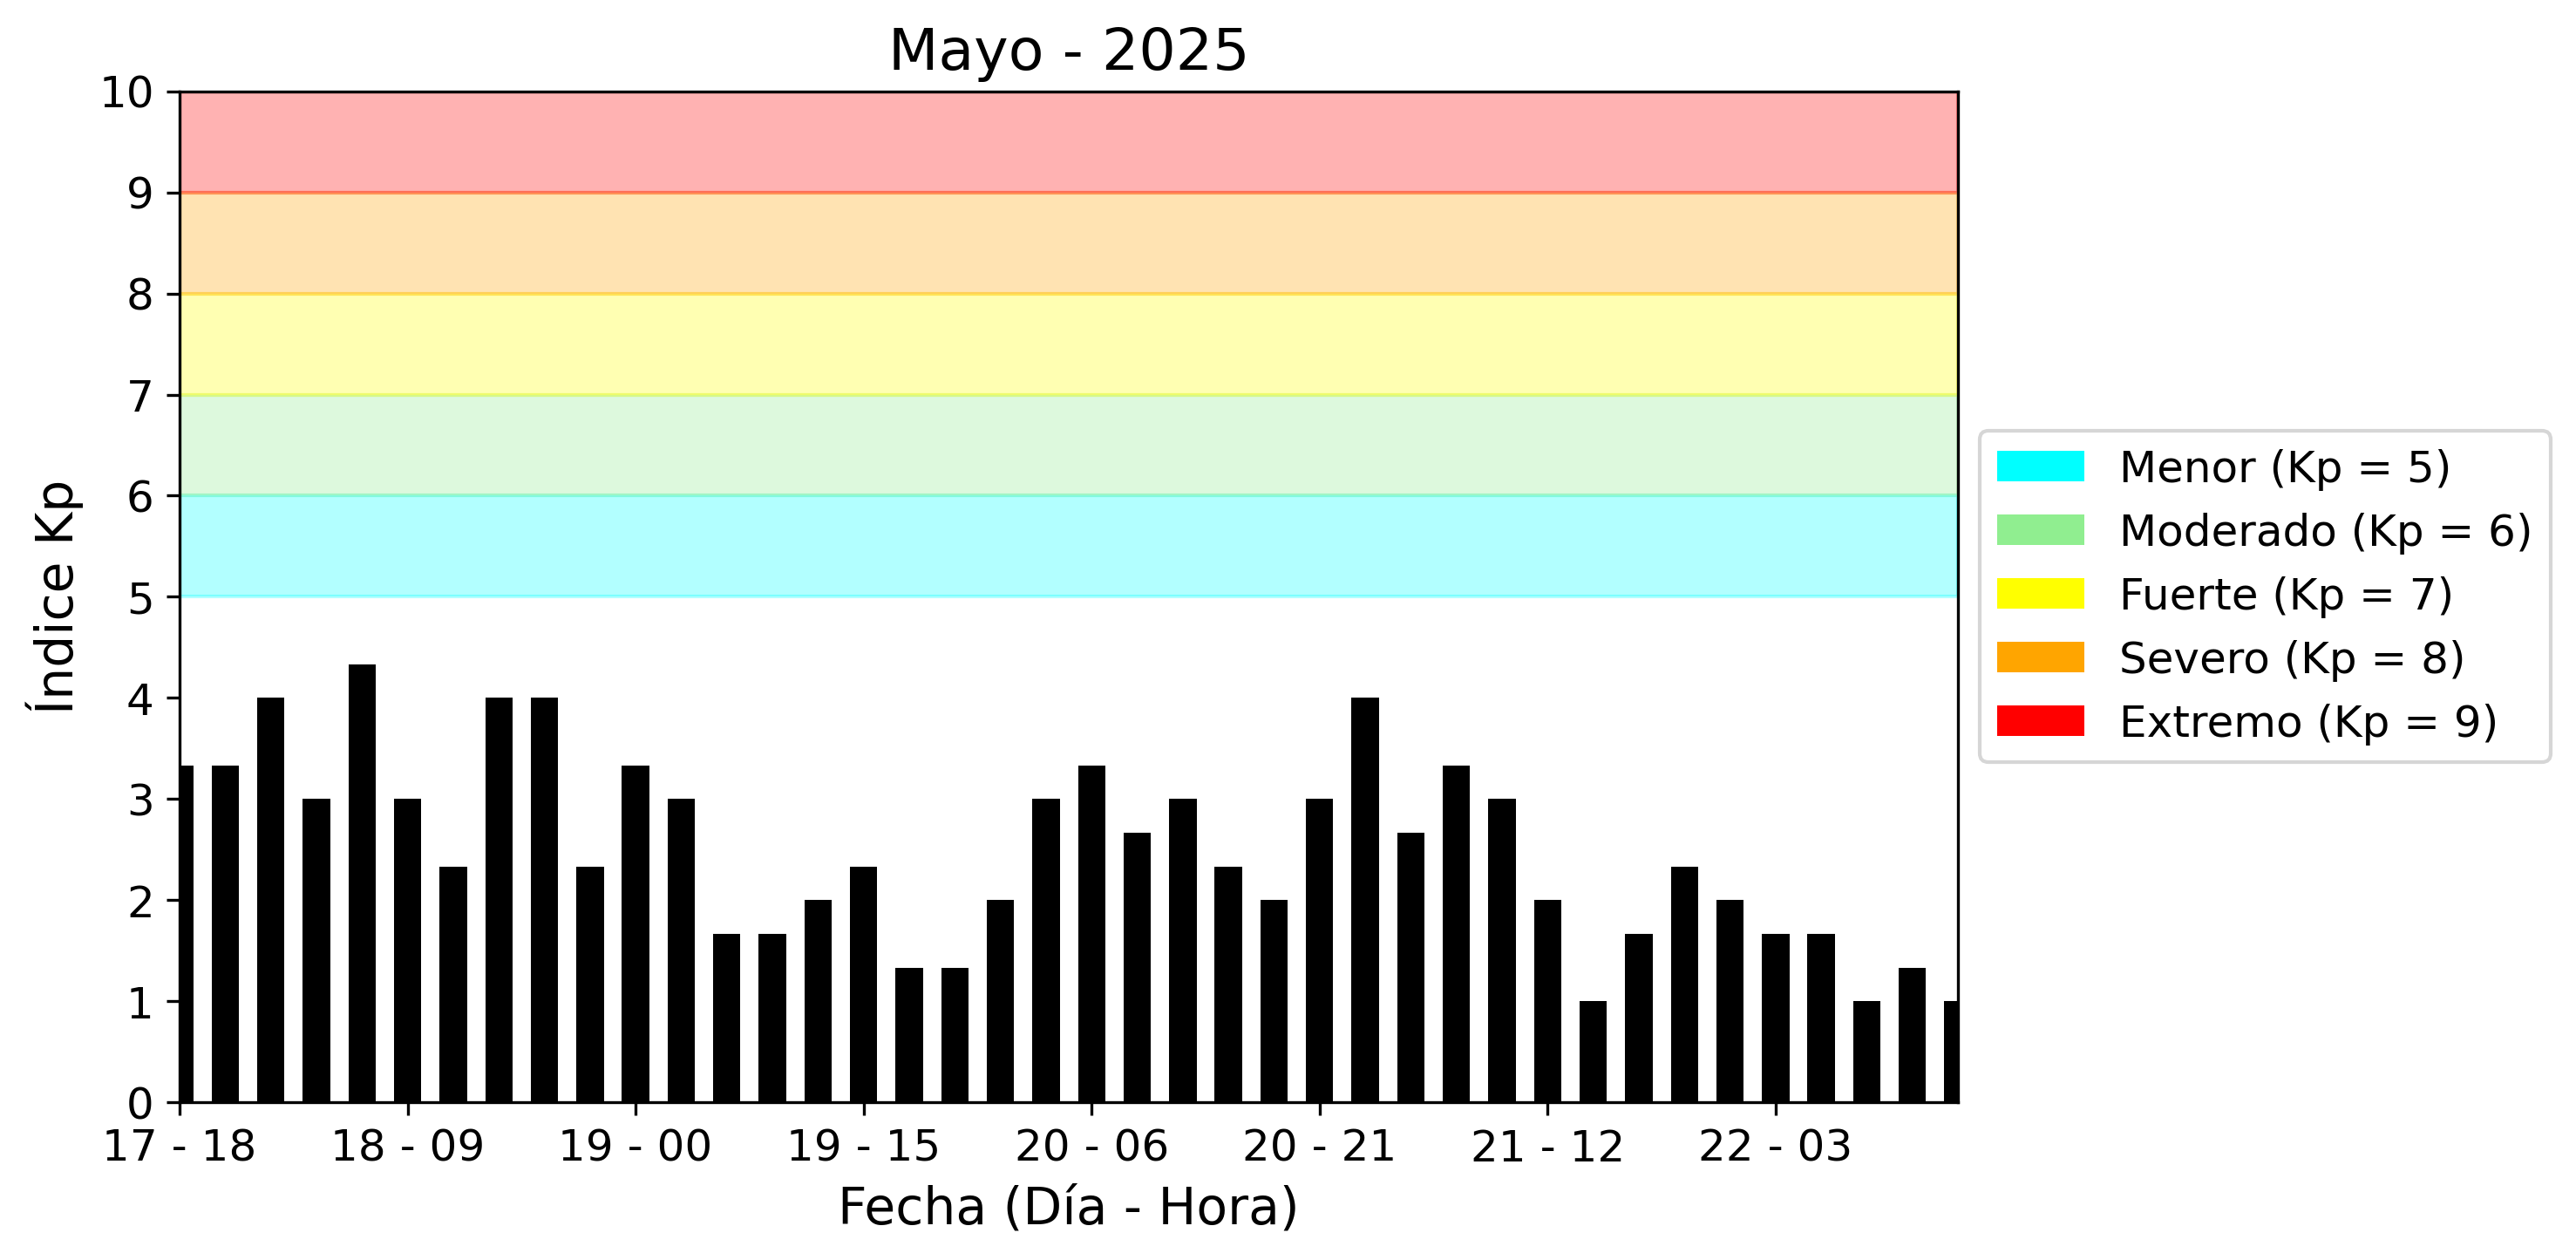 Mayo - 2025
Índice Kp
10
9
8
7
6
5
4
3
2
1
0
17 - 18
18 - 09
19 - 00
19 - 15
20 - 06
20 - 21
21 - 12
22 - 03
Fecha (Día - Hora)
Menor (Kp = 5)
Moderado (Kp = 6)
Fuerte (Kp = 7)
Severo (Kp = 8)
Extremo (Kp = 9)